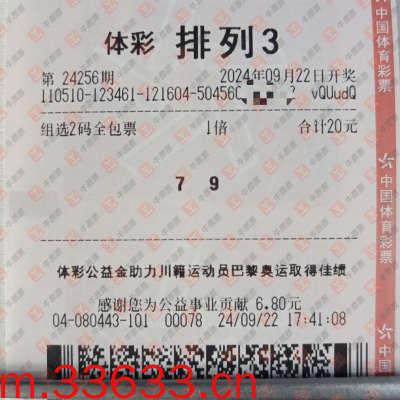 体彩 排列3
第 24256期 2024年09月22日开奖
110510-123461-121604-50456 vQUudQ
组选2码全包票 1倍 合计20元
7 9
体彩公益金助力川籍运动员巴黎奥运取得佳绩
感谢您为公益事业贡献 6.80元
04-080443-101 00078 24/09/22 17:41:08
m.33633.cn
中国体育彩票
中国体育彩票
中国体育